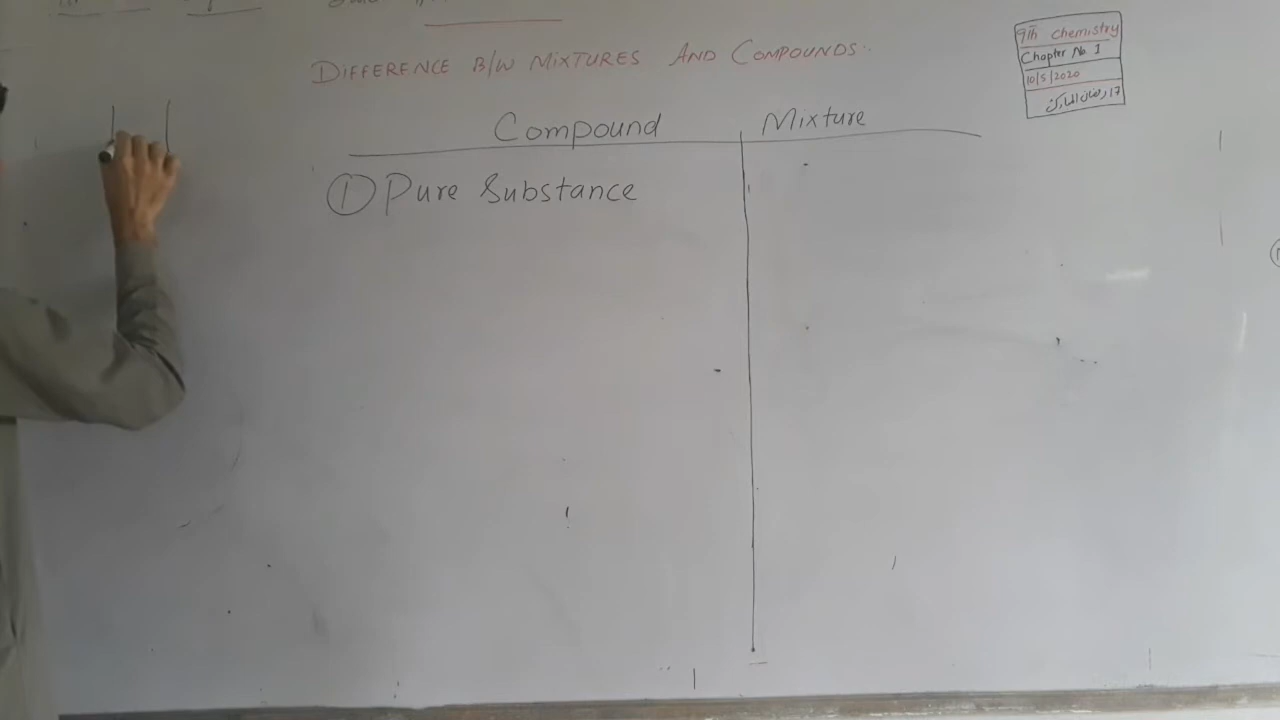 DIFFERENCE B/W MIXTURES AND COMPOUNDS.
9th chemistry
Chapter No 1
10/5/2020
17 رمضان المبارک
Compound
Mixture
① Pure Substance